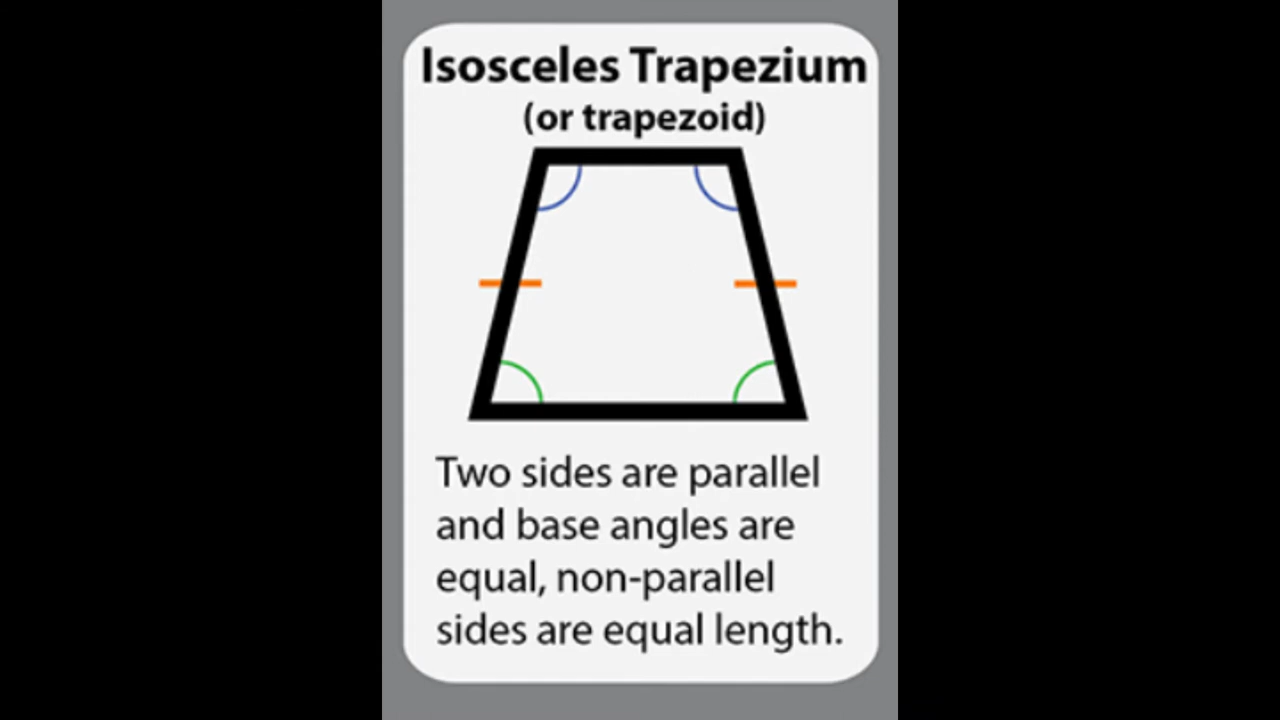 Isosceles Trapezium
(or trapezoid)
Two sides are parallel
and base angles are
equal, non-parallel
sides are equal length.